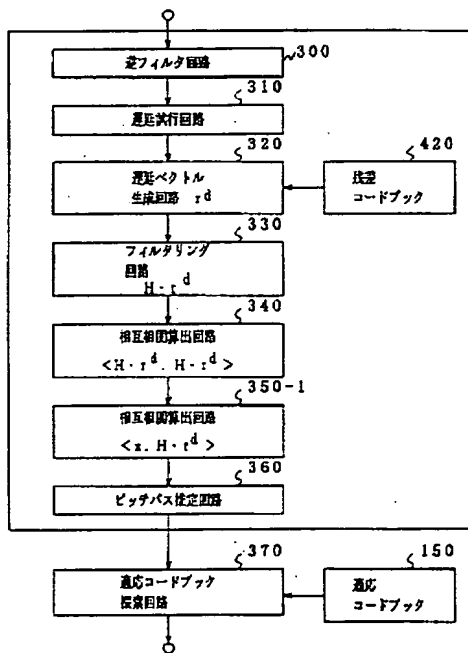 300
逆フィルタ回路
310
遅延試行回路
320
420
遅延ベクトル
生成回路 r^d
残差
コードブック
330
フィルタリング
回路
H・r^d
340
相互相関算出回路
<H・r^d. H・r^d>
350-1
相互相関算出回路
<x. H・r^d>
360
ピッチパス推定回路
370
150
適応コードブック
探索回路
適応
コードブック